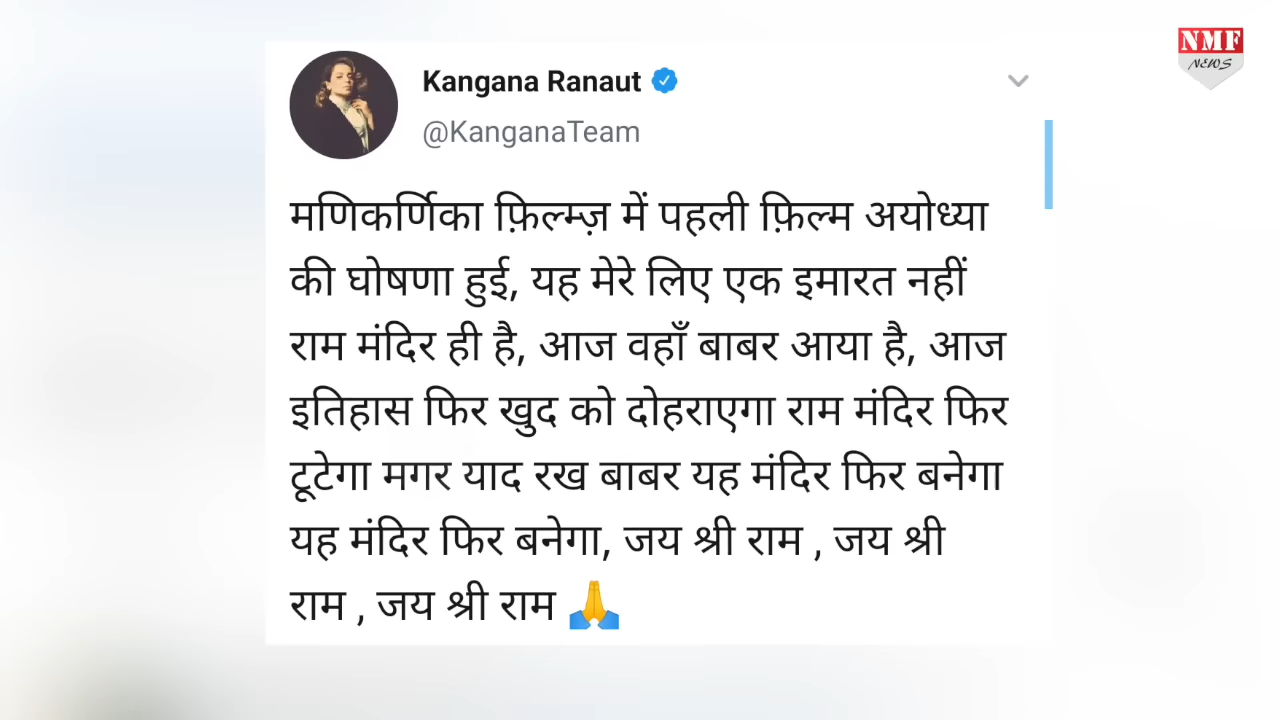 NMF
NEWS
Kangana Ranaut
@KanganaTeam
मणिकर्णिका फ़िल्म्ज़ में पहली फ़िल्म अयोध्या
की घोषणा हुई, यह मेरे लिए एक इमारत नहीं
राम मंदिर ही है, आज वहाँ बाबर आया है, आज
इतिहास फिर खुद को दोहराएगा राम मंदिर फिर
टूटेगा मगर याद रख बाबर यह मंदिर फिर बनेगा
यह मंदिर फिर बनेगा, जय श्री राम , जय श्री
राम , जय श्री राम 🙏